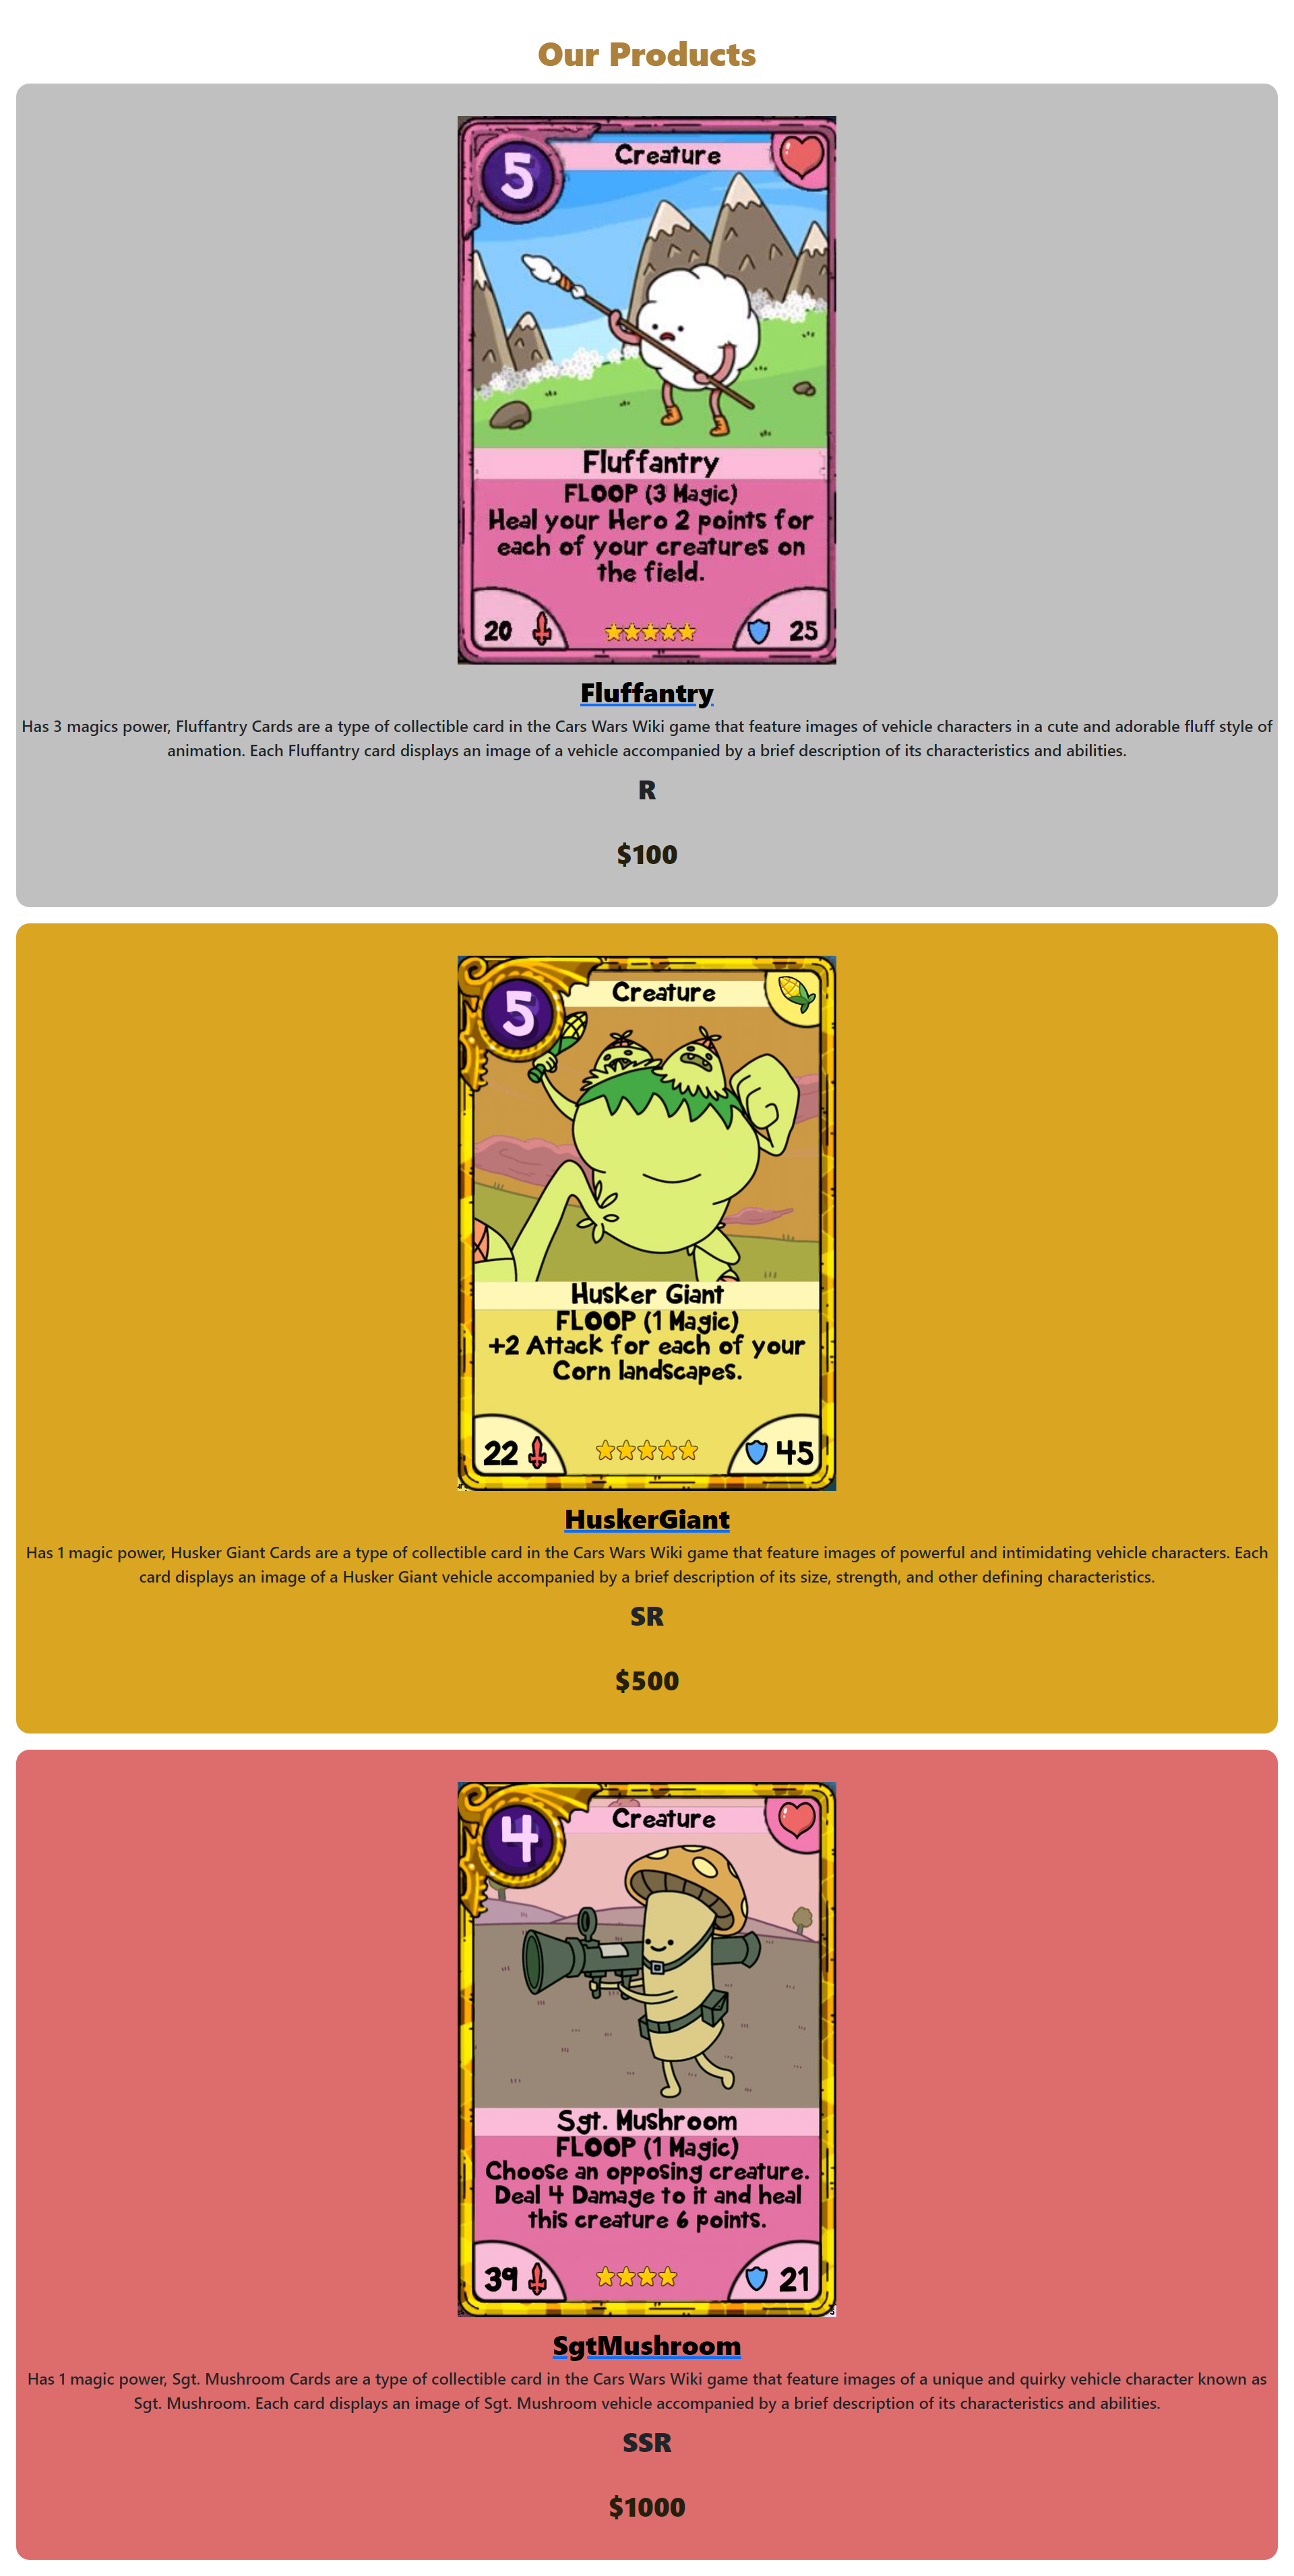 Our Products
5
Creature
Fluffantry
FLOOP (3 Magic)
Heal your Hero 2 points for
each of your creatures on
the field.
20
25
Fluffantry
Has 3 magics power, Fluffantry Cards are a type of collectible card in the Cars Wars Wiki game that feature images of vehicle characters in a cute and adorable fluff style of
animation. Each Fluffantry card displays an image of a vehicle accompanied by a brief description of its characteristics and abilities.
R
$100
5
Creature
Husker Giant
FLOOP (1 Magic)
+2 Attack for each of your
Corn landscapes.
22
45
HuskerGiant
Has 1 magic power, Husker Giant Cards are a type of collectible card in the Cars Wars Wiki game that feature images of powerful and intimidating vehicle characters. Each
card displays an image of a Husker Giant vehicle accompanied by a brief description of its size, strength, and other defining characteristics.
SR
$500
4
Creature
Sgt. Mushroom
FLOOP (1 Magic)
Choose an opposing creature.
Deal 4 Damage to it and heal
this creature 6 points.
39
21
SgtMushroom
Has 1 magic power, Sgt. Mushroom Cards are a type of collectible card in the Cars Wars Wiki game that feature images of a unique and quirky vehicle character known as
Sgt. Mushroom. Each card displays an image of Sgt. Mushroom vehicle accompanied by a brief description of its characteristics and abilities.
SSR
$1000